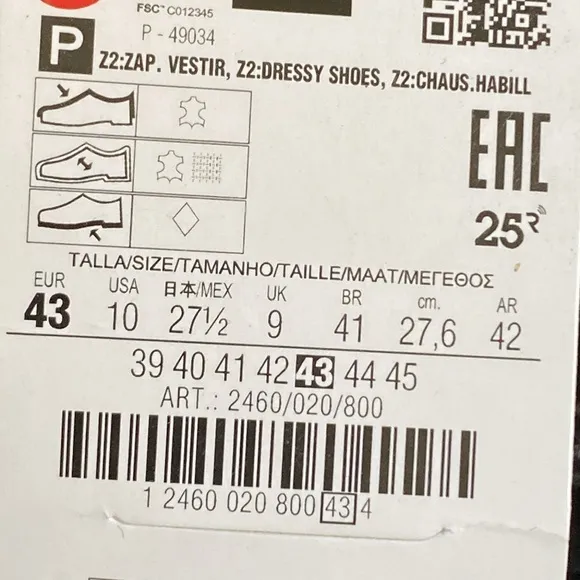 FSC™ C012345
P - 49034
P
Z2:ZAP. VESTIR, Z2:DRESSY SHOES, Z2:CHAUS.HABILL
EAC
25R
TALLA/SIZE/TAMANHO/TAILLE/MAAT/ΜΕΓΕΘΟΣ
EUR USA 日本/MEX UK BR cm. AR
43 10 27½ 9 41 27,6 42
39 40 41 42 43 44 45
ART.: 2460/020/800
1 2460 020 800 43 4